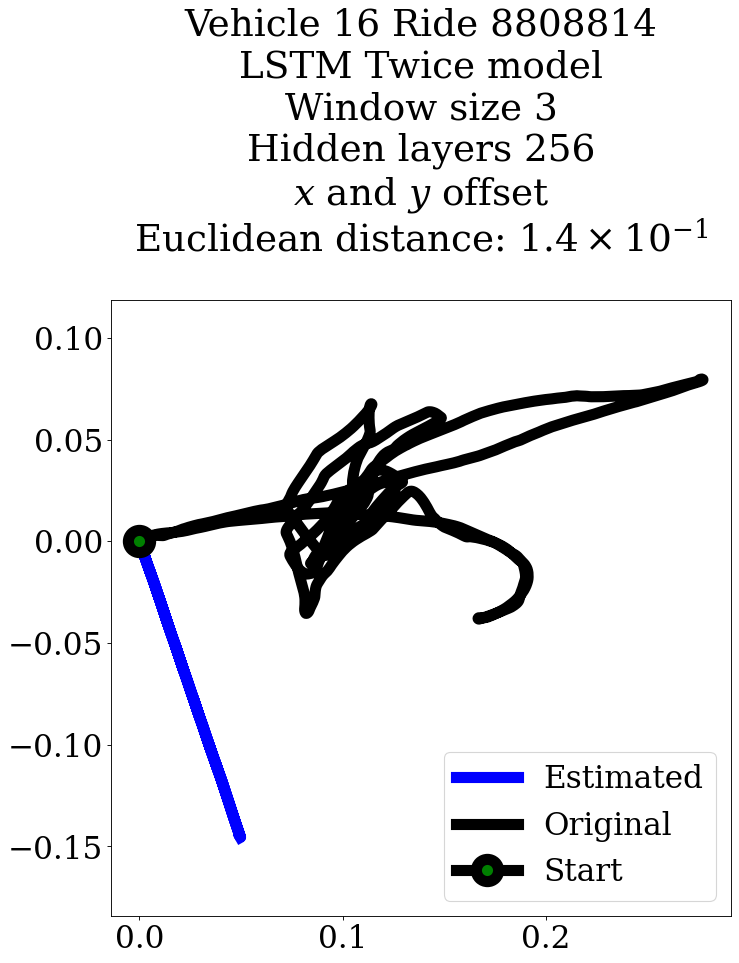 Vehicle 16 Ride 8808814
LSTM Twice model
Window size 3
Hidden layers 256
x and y offset
Euclidean distance: 1.4 × 10⁻¹
0.10
0.05
0.00
−0.05
−0.10
−0.15
0.0 0.1 0.2
Estimated
Original
Start